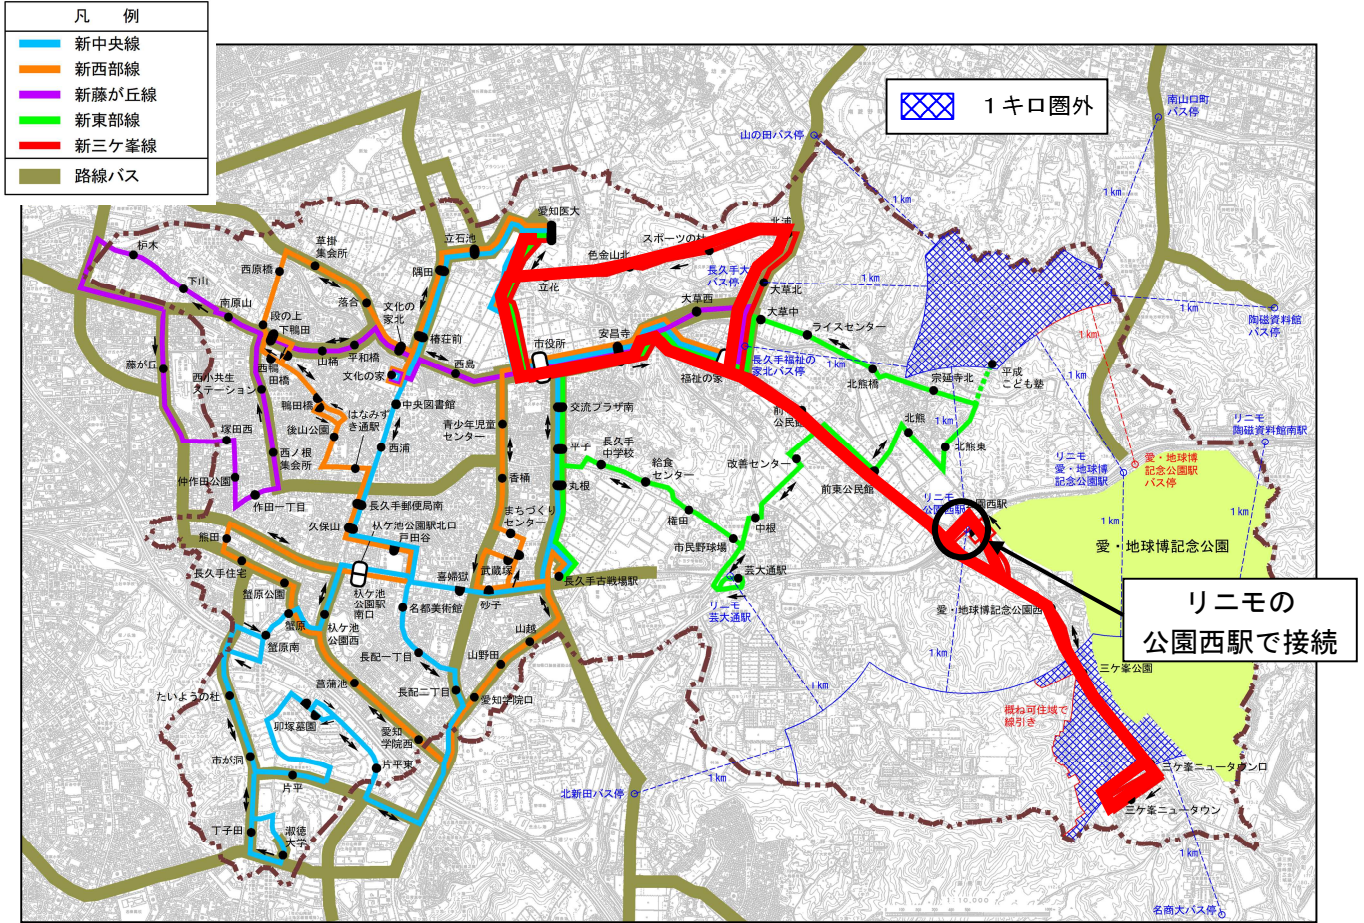 凡　例
新中央線
新西部線
新藤が丘線
新東部線
新三ケ峯線
路線バス
１キロ圏外
南山口町
バス停
山の田バス停
1km
1km
1km
愛知医大
北浦
スポーツの杜
色金山北
立花
長久手大
バス停
大草北
大草西
大草中
ライスセンター
陶磁資料館
バス停
立石池
草掛
集会所
西原橋
杁木
下山
南原山
段の上
下鴨田
落合
隅田
文化の
家北
椿荘前
市役所
安昌寺
福祉の家
長久手福祉の
家北バス停
1km
北熊橋
宗延寺北
平成
こども塾
藤が丘
西小共生
ステーション
西鴨
田橋
山桶
平和橋
文化の家
西島
鴨田橋
はなみず
き通駅
中央図書館
青少年児童
センター
交流プラザ南
前
公民館
北熊
北熊東
リニモ
陶磁資料館南駅
塚田西
後山公園
西浦
平子
長久手
中学校
給食
センター
改善センター
前東公民館
リニモ
愛・地球博
記念公園駅
愛・地球博
記念公園駅
バス停
西ノ根
集会所
仲作田公園
作田一丁目
香桶
丸根
権田
中根
リニモ
公園西駅
公園西駅
長久手郵便局南
久保山
杁ケ池公園駅北口
戸田谷
まちづくり
センター
市民野球場
1km
1km
愛・地球博記念公園
熊田
長久手住宅
蟹原公園
杁ケ池
公園駅
南口
喜婦嶽
武蔵塚
砂子
長久手古戦場駅
芸大通駅
リーモ
芸大通駅
愛・地球博記念公園西
リニモの
公園西駅で接続
名都美術館
蟹原
蟹原南
杁ケ池
公園西
山越
山野田
長配一丁目
1km
1km
三ケ峯公園
たいようの杜
菖蒲池
長配二丁目
愛知学院口
概ね可住域で
線引き
卯塚墓園
愛知
学院西
市が洞
片平
片平東
1km
北新田バス停
三ケ峯ニュータウン口
三ケ峯ニュータウン
丁子田
淑徳
大学
1km
名商大バス停